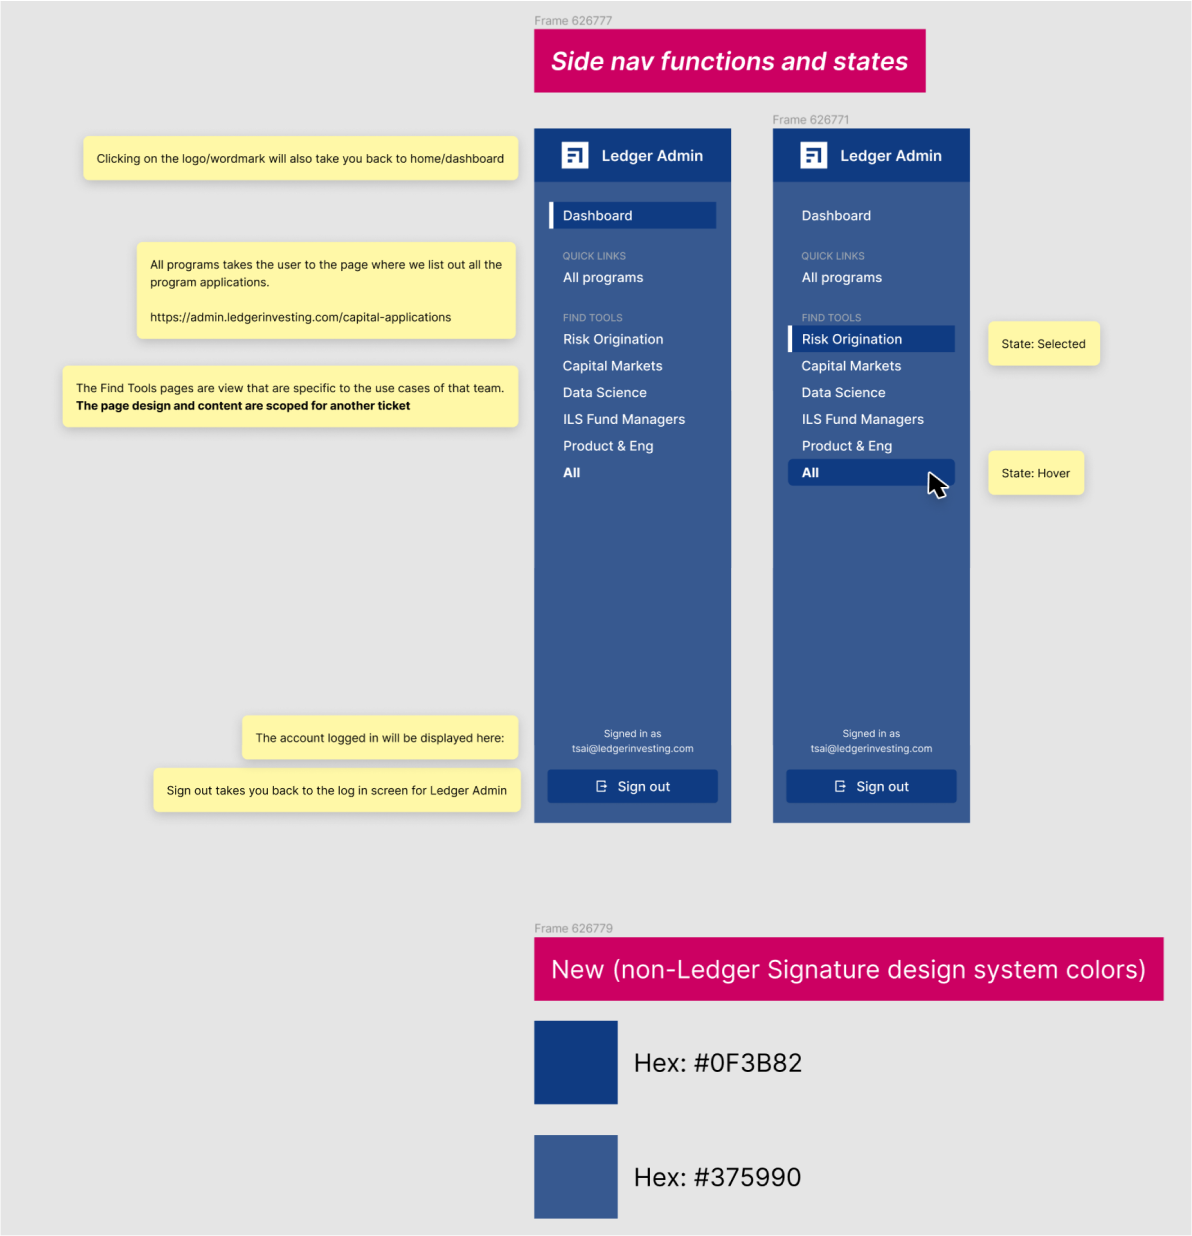 Frame 626777
Side nav functions and states
Clicking on the logo/wordmark will also take you back to home/dashboard
All programs takes the user to the page where we list out all the
program applications.
https://admin.ledgerinvesting.com/capital-applications
The Find Tools pages are view that are specific to the use cases of that team.
The page design and content are scoped for another ticket
The account logged in will be displayed here:
Sign out takes you back to the log in screen for Ledger Admin
Ledger Admin
Dashboard
QUICK LINKS
All programs
FIND TOOLS
Risk Origination
Capital Markets
Data Science
ILS Fund Managers
Product & Eng
All
Signed in as
tsai@ledgerinvesting.com
Sign out
Frame 626771
Ledger Admin
Dashboard
QUICK LINKS
All programs
FIND TOOLS
Risk Origination
Capital Markets
Data Science
ILS Fund Managers
Product & Eng
All
Signed in as
tsai@ledgerinvesting.com
Sign out
State: Selected
State: Hover
Frame 626779
New (non-Ledger Signature design system colors)
Hex: #0F3B82
Hex: #375990